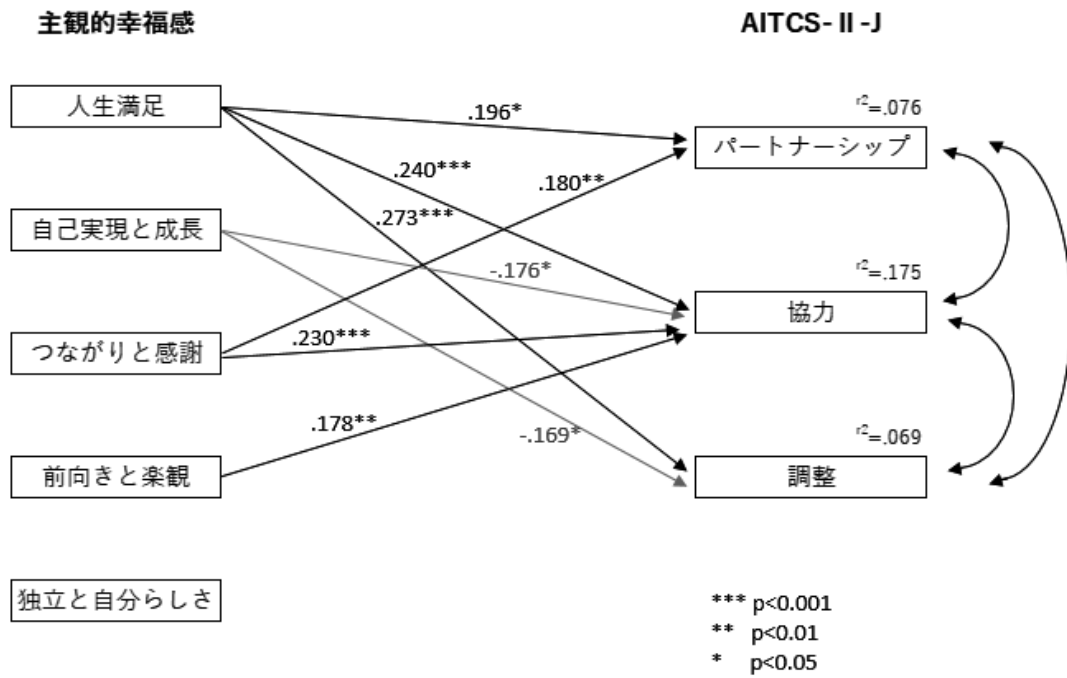 主観的幸福感
AITCS-Ⅱ-J
人生満足
自己実現と成長
つながりと感謝
前向きと楽観
独立と自分らしさ
.196*
.240***
.180**
.273***
-.176*
.230***
.178**
-.169*
r²=.076
パートナーシップ
r²=.175
協力
r²=.069
調整
*** p<0.001
** p<0.01
* p<0.05